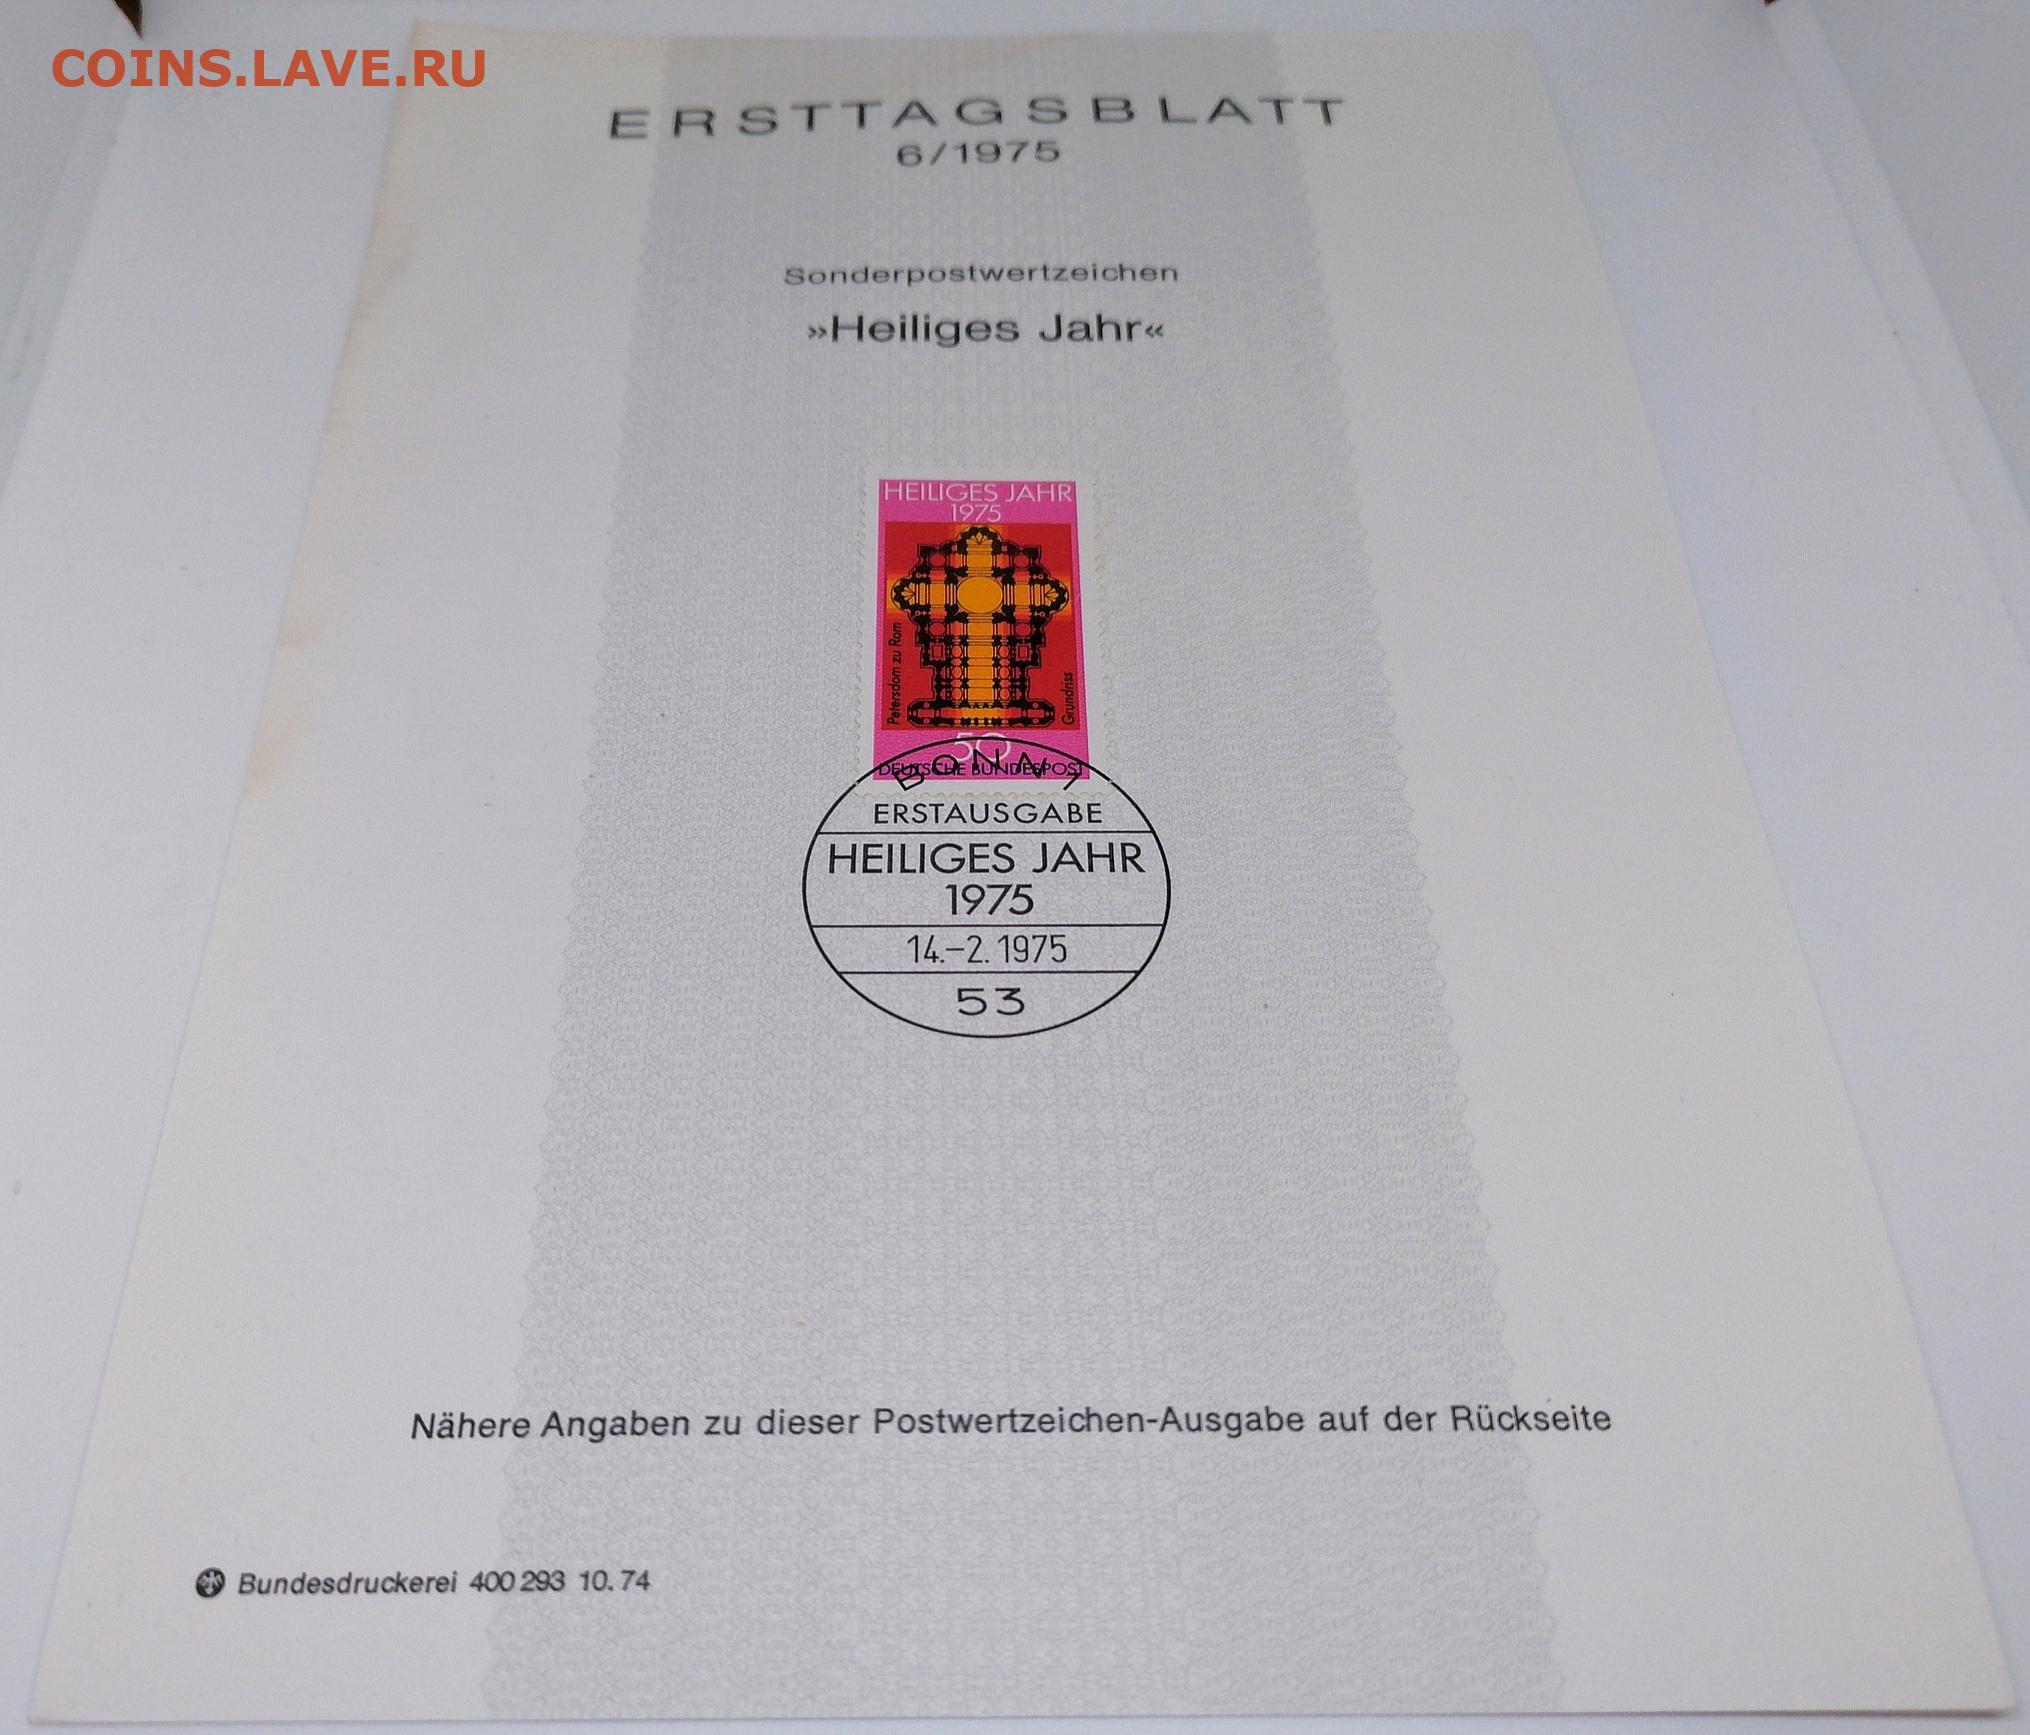 COINS.LAVE.RU
ERSTTAGSBLATT
6/1975
Sonderpostwertzeichen
»Heiliges Jahr«
HEILIGES JAHR
1975
Petersdom zu Rom
Grundriss
50
DEUTSCHE BUNDESPOST
BONN 1
ERSTAUSGABE
HEILIGES JAHR
1975
14.–2.1975
53
Nähere Angaben zu dieser Postwertzeichen-Ausgabe auf der Rückseite
Bundesdruckerei 400 293 10.74